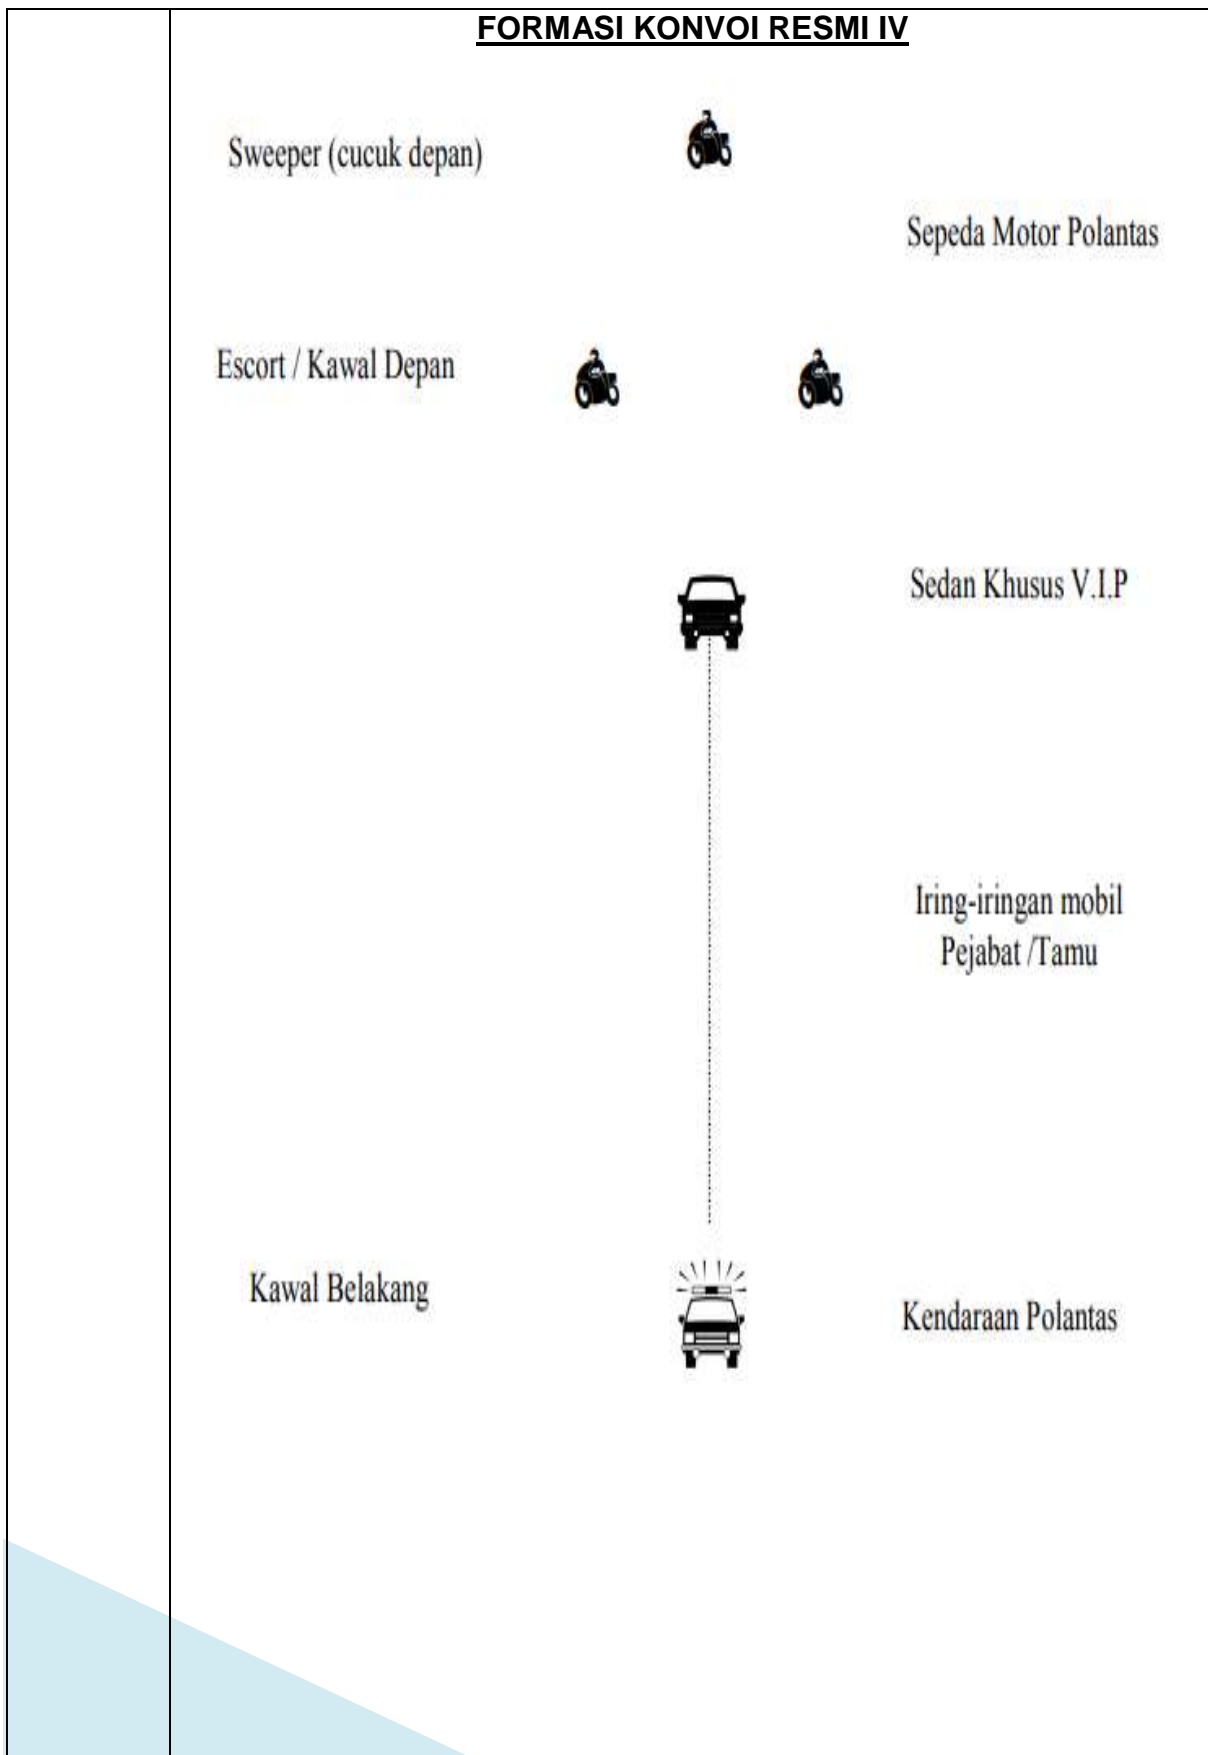 FORMASI KONVOI RESMI IV
Sweeper (cucuk depan)
Sepeda Motor Polantas
Escort / Kawal Depan
Sedan Khusus V.I.P
Iring-iringan mobil
Pejabat /Tamu
Kawal Belakang
Kendaraan Polantas